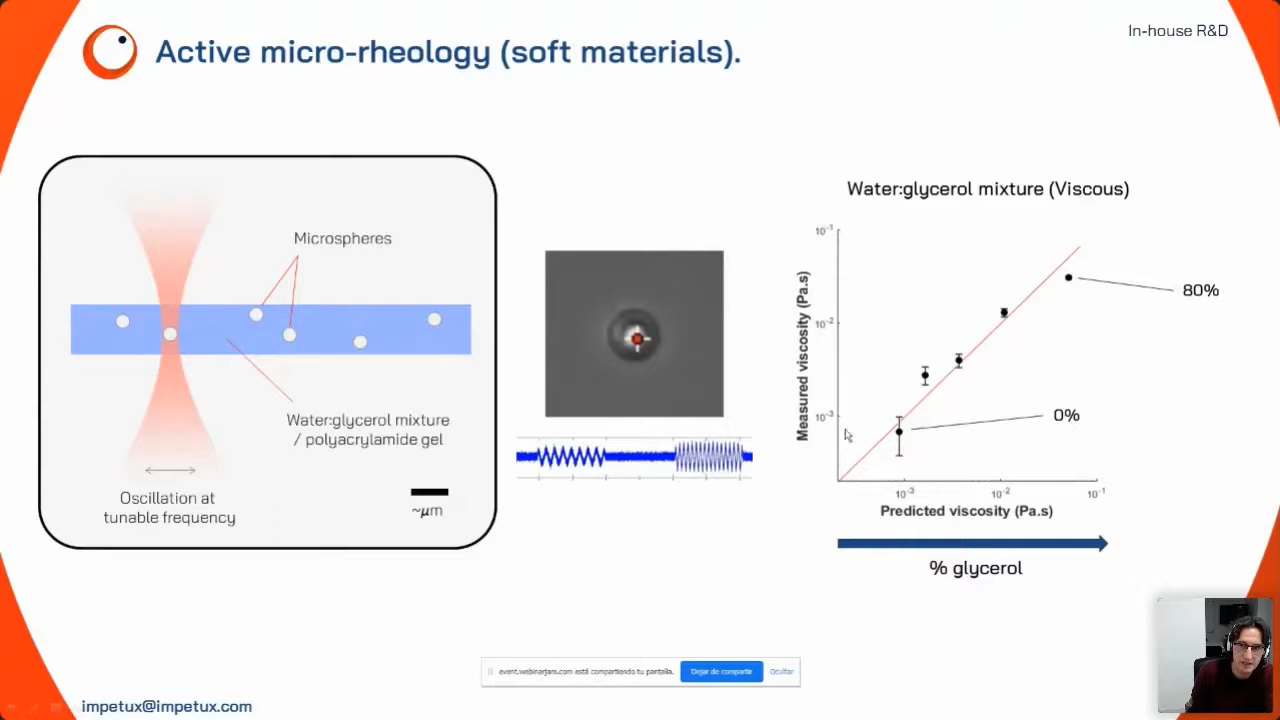 In-house R&D
Active micro-rheology (soft materials).
Microspheres
Water:glycerol mixture
/ polyacrylamide gel
Oscillation at
tunable frequency
~μm
Water:glycerol mixture (Viscous)
Measured viscosity (Pa.s)
10⁻¹
10⁻²
10⁻³
80%
0%
10⁻³ 10⁻² 10⁻¹
Predicted viscosity (Pa.s)
% glycerol
event.webinarjam.com está compartiendo tu pantalla. Dejar de compartir Ocultar
impetux@impetux.com